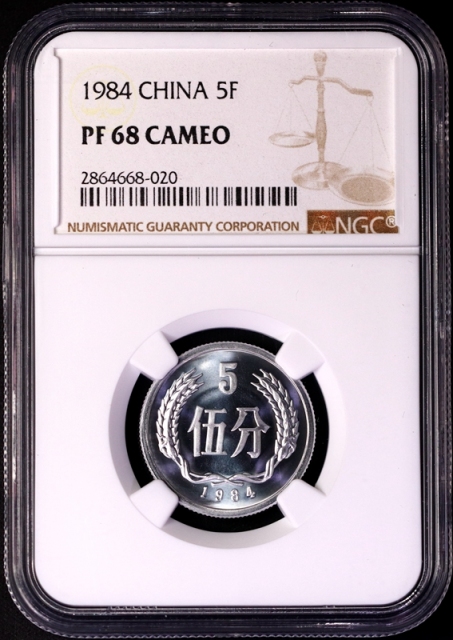 1984 CHINA 5F
PF 68 CAMEO
2864668-020
NUMISMATIC GUARANTY CORPORATION
NGC®
5
伍分
1984